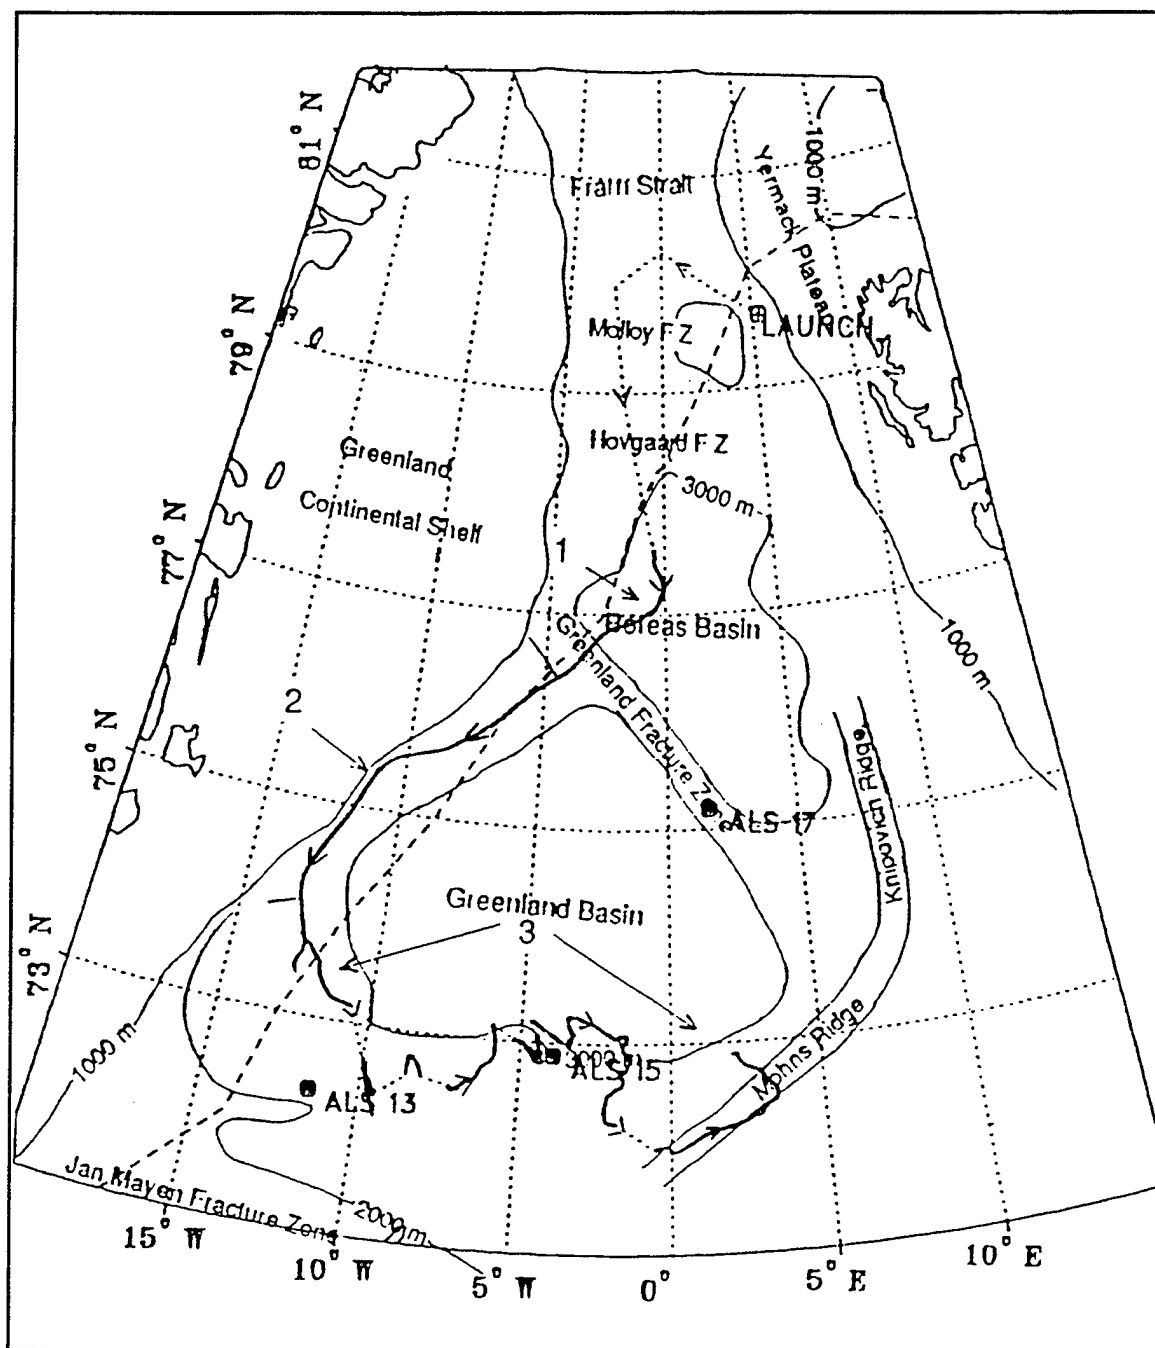 81° N
1000 m
Yermack Plateau
Fram Strait
79° N
Molloy F Z
LAUNCH
Greenland
Continental Shelf
Hovgaard F Z
3000 m
77° N
1
Boreas Basin
Greenland Fracture Zone
1000 m
2
75° N
ALS-17
Knipovich Ridge
Greenland Basin
3
73° N
1000 m
Mohns Ridge
3000
ALS 15
ALS 13
Jan Mayen Fracture Zone
2000 m
15° W
10° W
5° W
0°
5° E
10° E